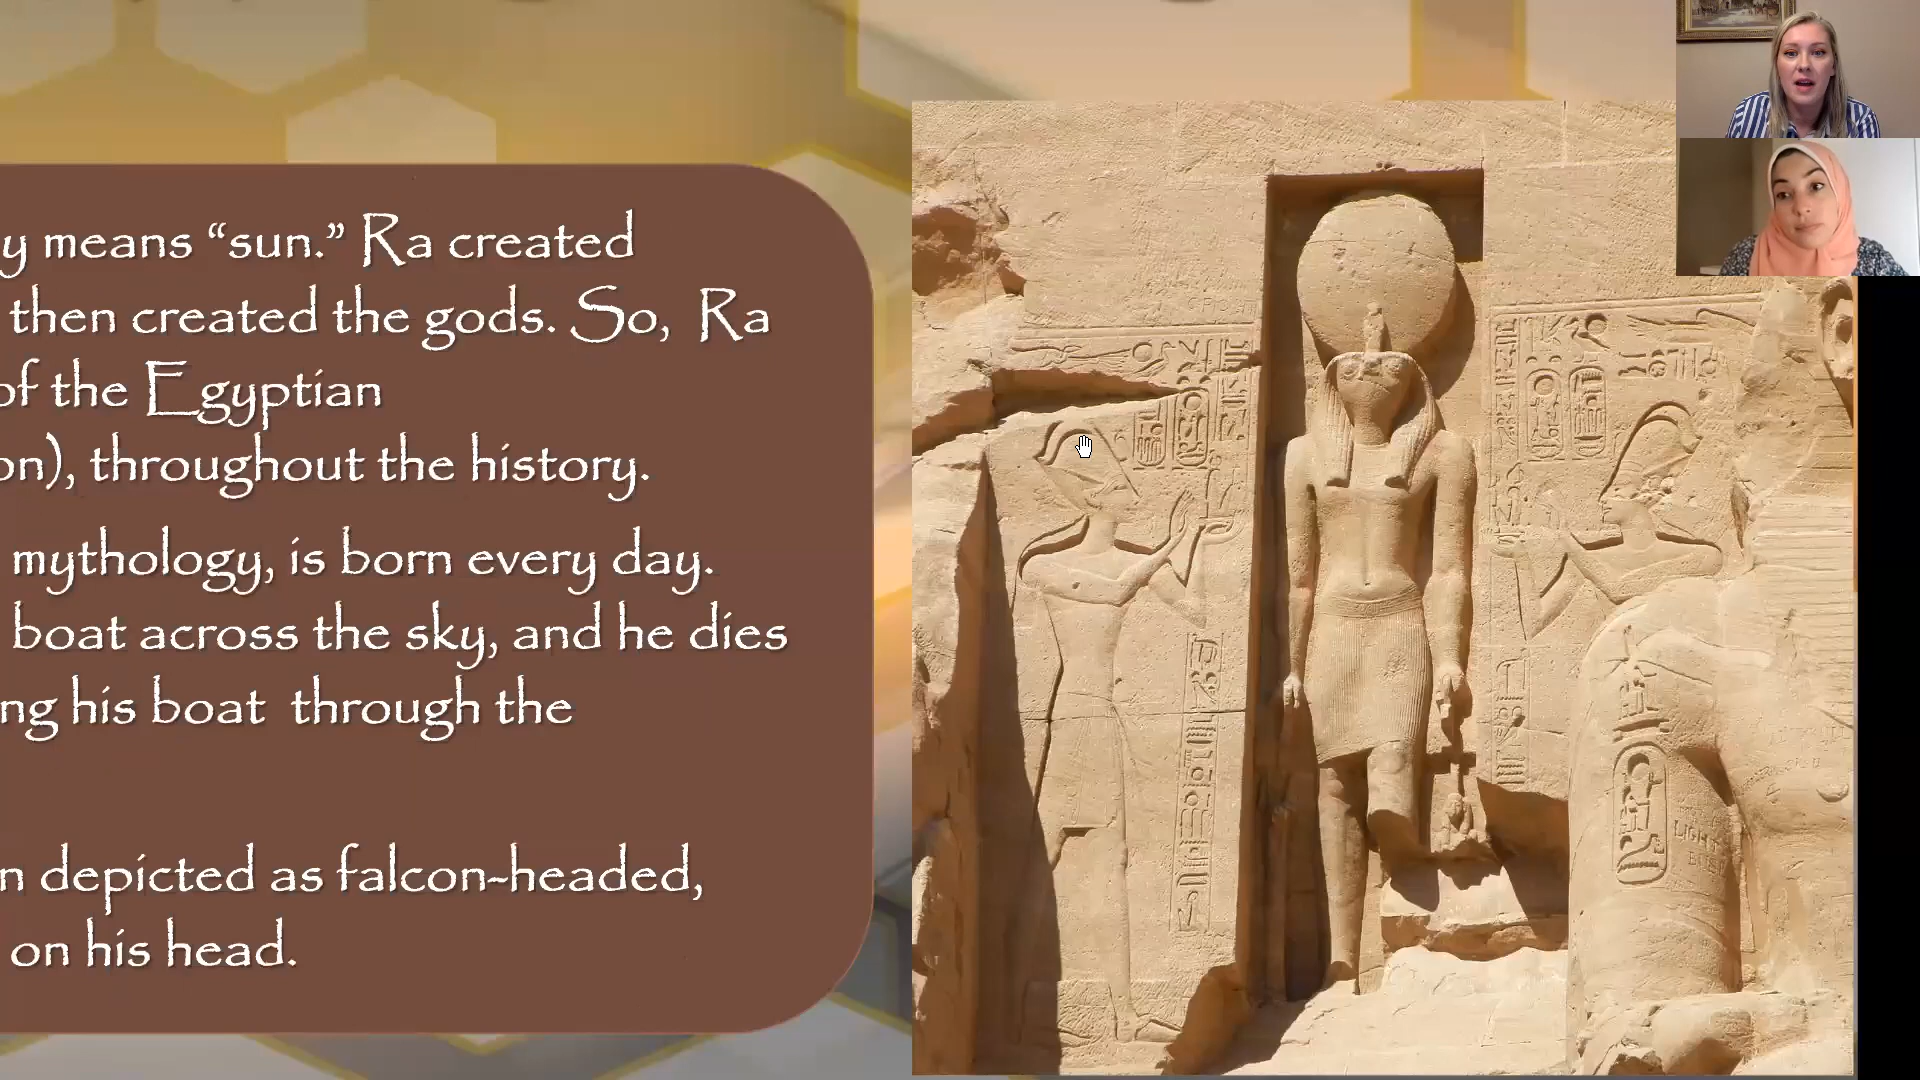 y means “sun.” Ra created
then created the gods. So, Ra
of the Egyptian
on), throughout the history.
mythology, is born every day.
boat across the sky, and he dies
ng his boat through the
n depicted as falcon-headed,
on his head.